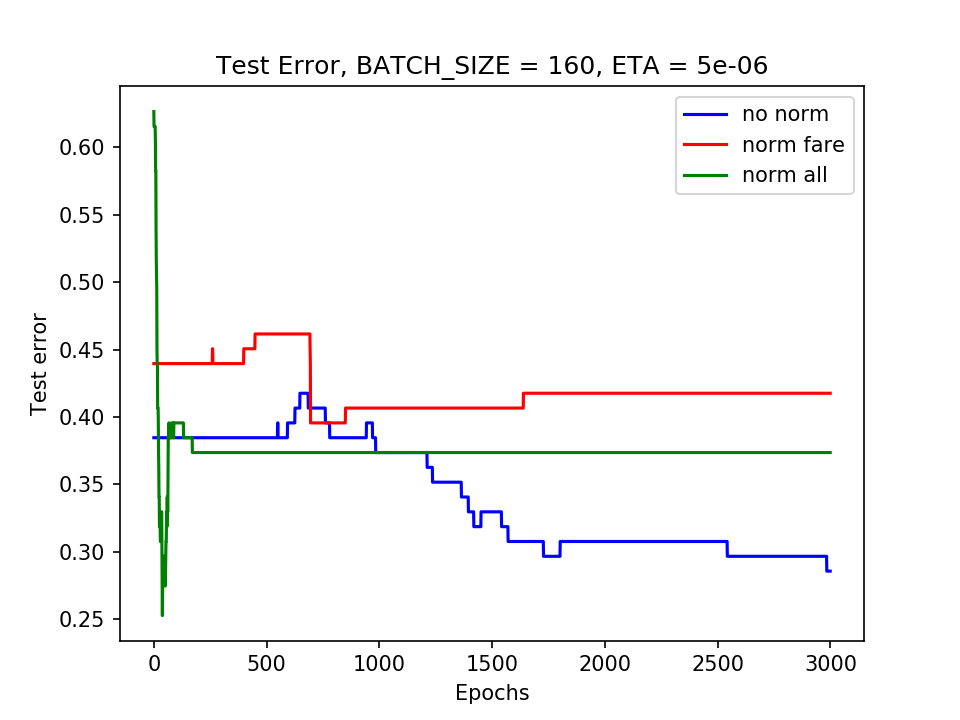 Test Error, BATCH_SIZE = 160, ETA = 5e-06
no norm
norm fare
norm all
0.60
0.55
0.50
0.45
0.40
0.35
0.30
0.25
Test error
0 500 1000 1500 2000 2500 3000
Epochs